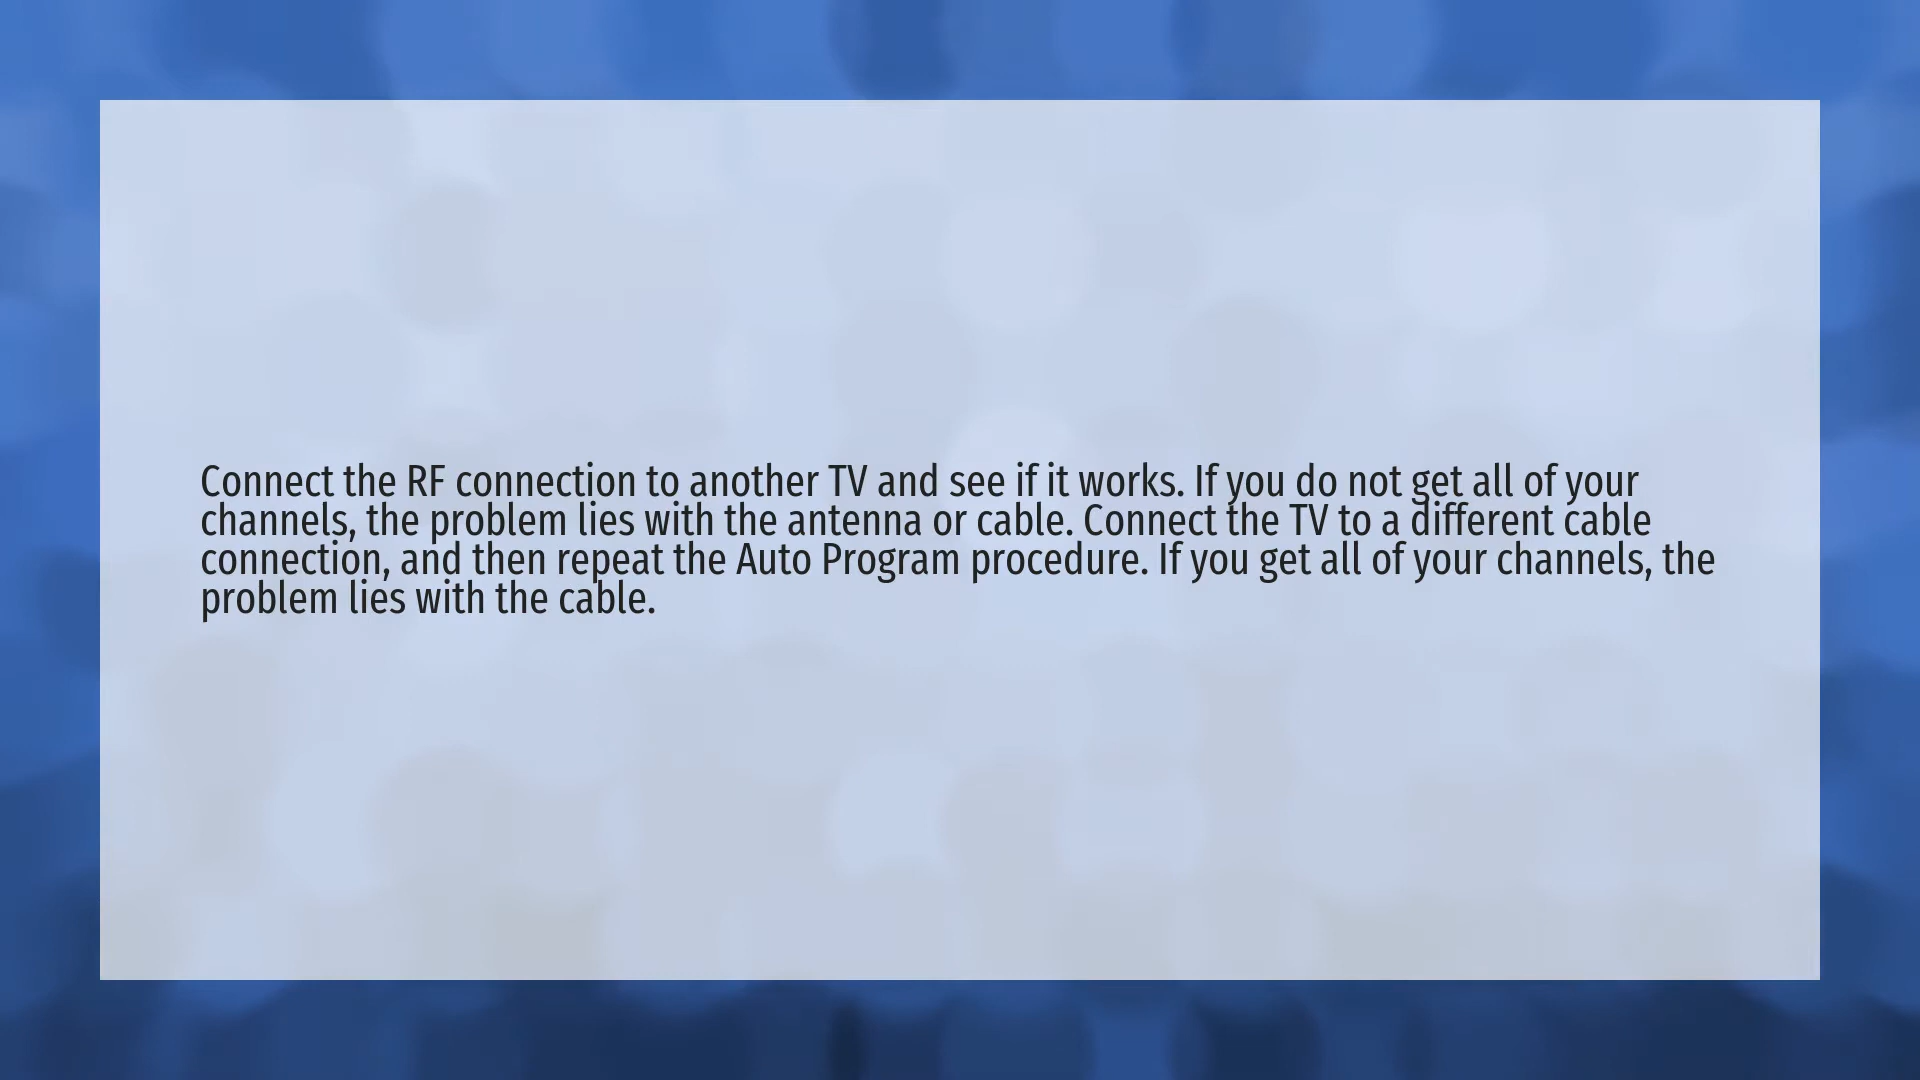 Connect the RF connection to another TV and see if it works. If you do not get all of your
channels, the problem lies with the antenna or cable. Connect the TV to a different cable
connection, and then repeat the Auto Program procedure. If you get all of your channels, the
problem lies with the cable.